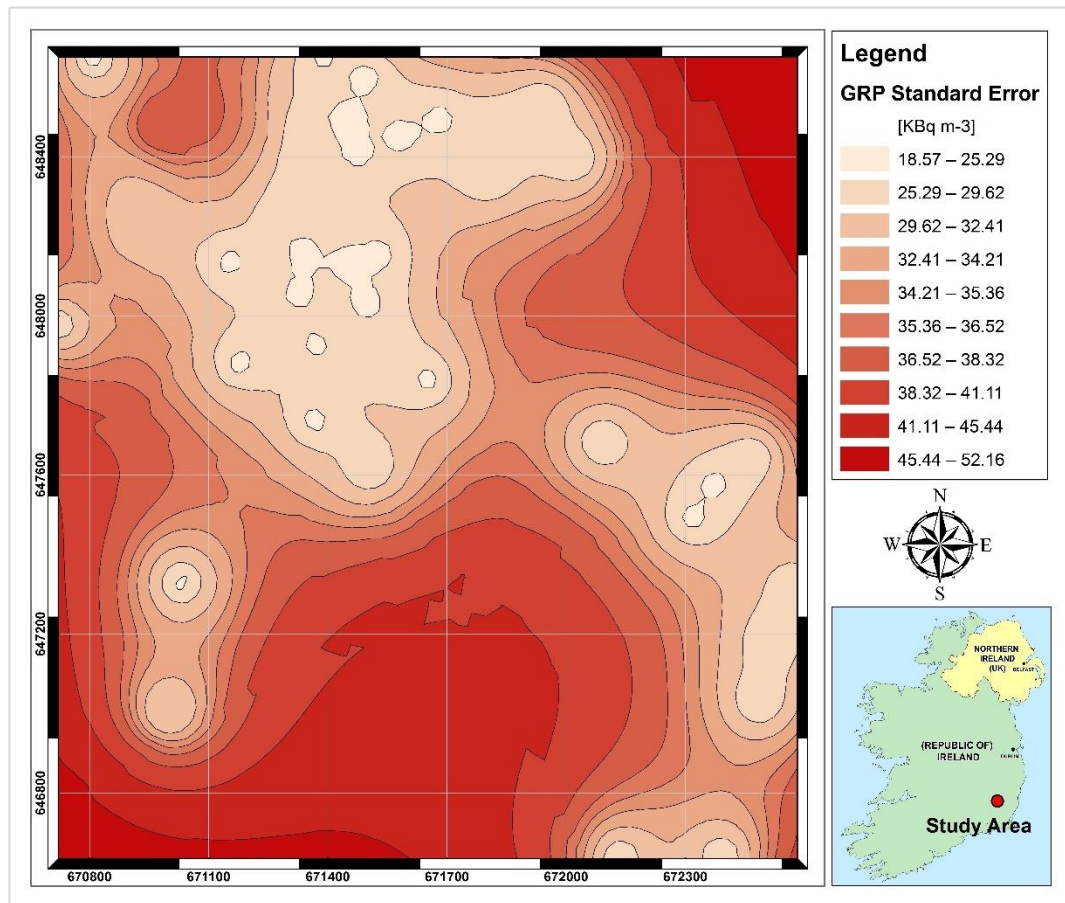 Legend
GRP Standard Error
[KBq m-3]
18.57 – 25.29
25.29 – 29.62
29.62 – 32.41
32.41 – 34.21
34.21 – 35.36
35.36 – 36.52
36.52 – 38.32
38.32 – 41.11
41.11 – 45.44
45.44 – 52.16
648400
648000
647600
647200
646800
670800
671100
671400
671700
672000
672300
N
W
E
S
NORTHERN
IRELAND
(UK)
BELFAST
(REPUBLIC OF)
IRELAND
DUBLIN
Study Area